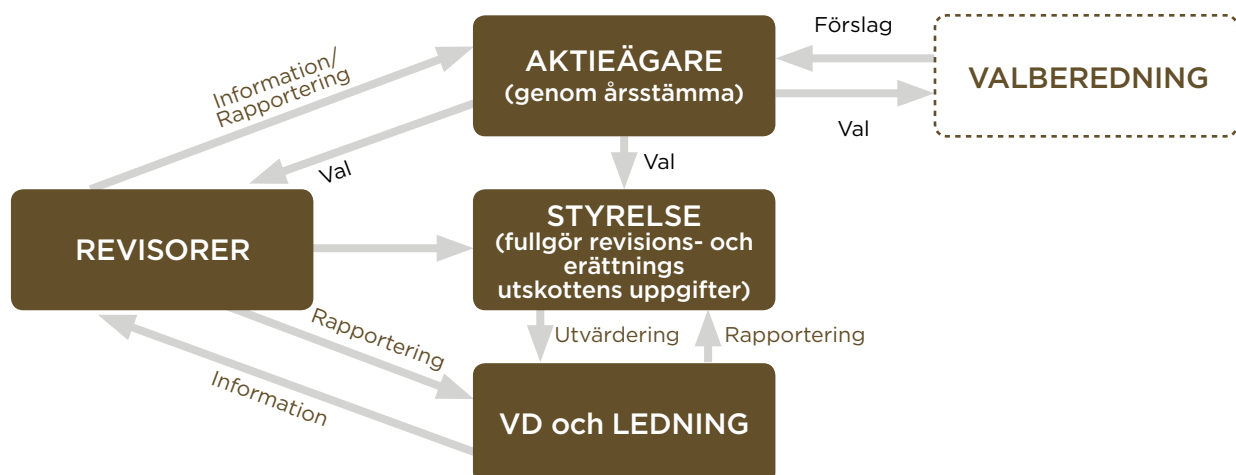 Förslag
AKTIEÄGARE
(genom årsstämma)
VALBEREDNING
Information/
Rapportering
Val
Val
Val
REVISORER
STYRELSE
(fullgör revisions- och
erättnings
utskottens uppgifter)
Rapportering
Utvärdering
Rapportering
Information
VD och LEDNING